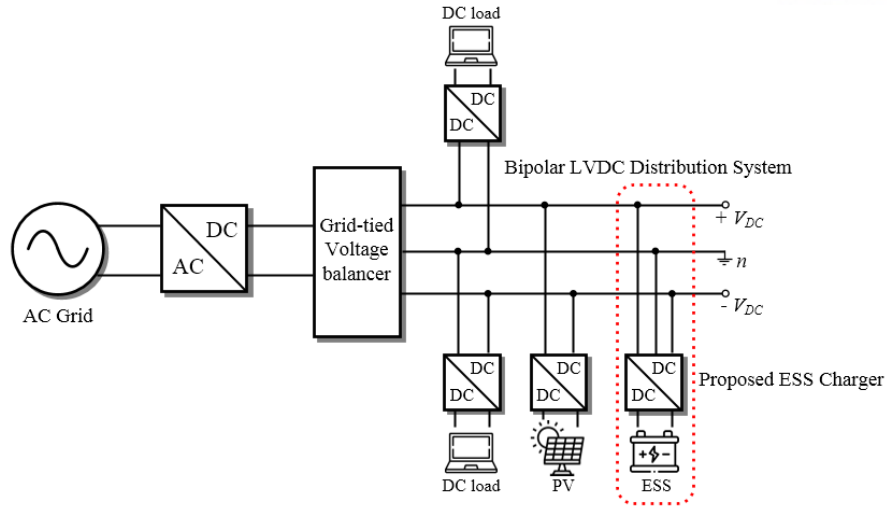 DC load
DC
DC
Bipolar LVDC Distribution System
+ V_DC
Grid-tied
Voltage
balancer
DC
AC
n
- V_DC
AC Grid
DC
DC
DC
DC
DC
DC
Proposed ESS Charger
+ -
DC load
PV
ESS